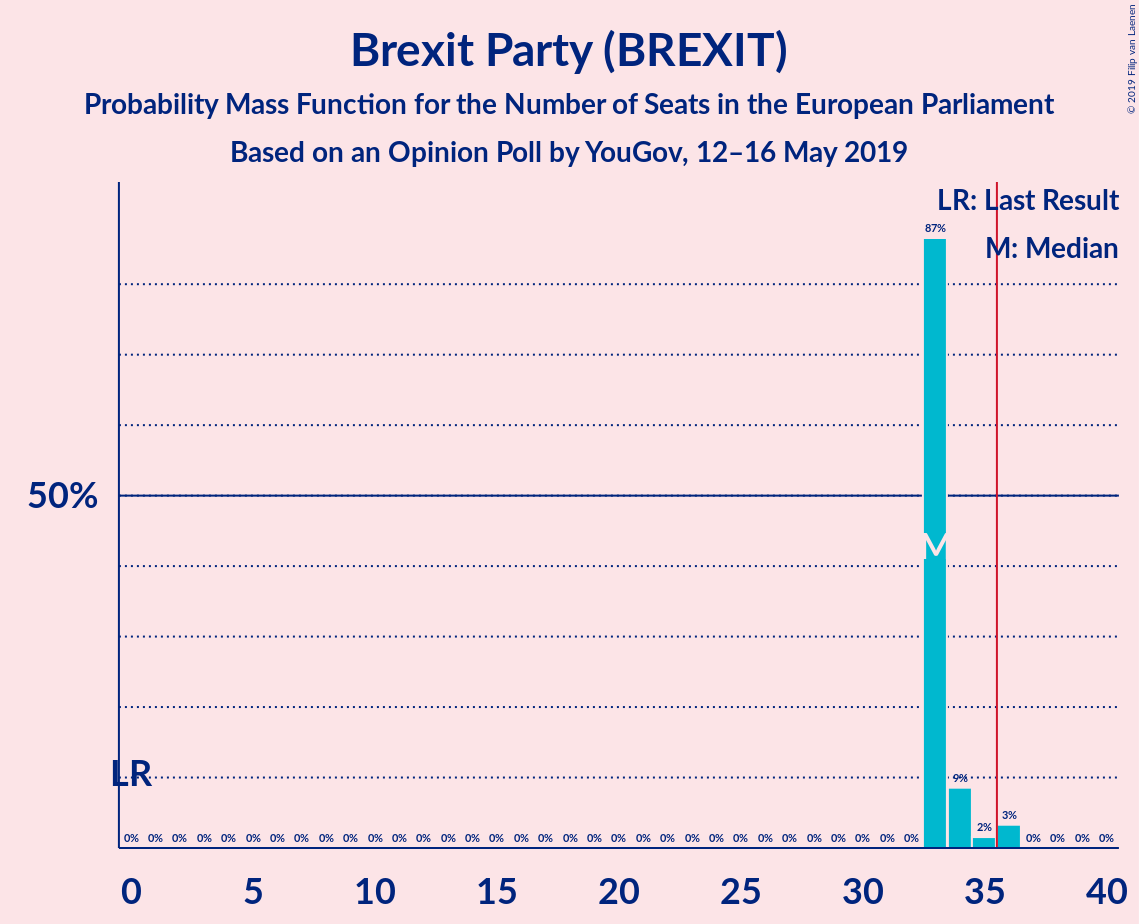 Brexit Party (BREXIT)
Probability Mass Function for the Number of Seats in the European Parliament
Based on an Opinion Poll by YouGov, 12–16 May 2019
© 2019 Filip van Laenen
LR: Last Result
M: Median
87%
50%
M
LR
9%
2%
3%
0% 0% 0% 0% 0% 0% 0% 0% 0% 0% 0% 0% 0% 0% 0% 0% 0% 0% 0% 0% 0% 0% 0% 0% 0% 0% 0% 0% 0% 0% 0% 0% 0% 0% 0% 0% 0%
0 5 10 15 20 25 30 35 40